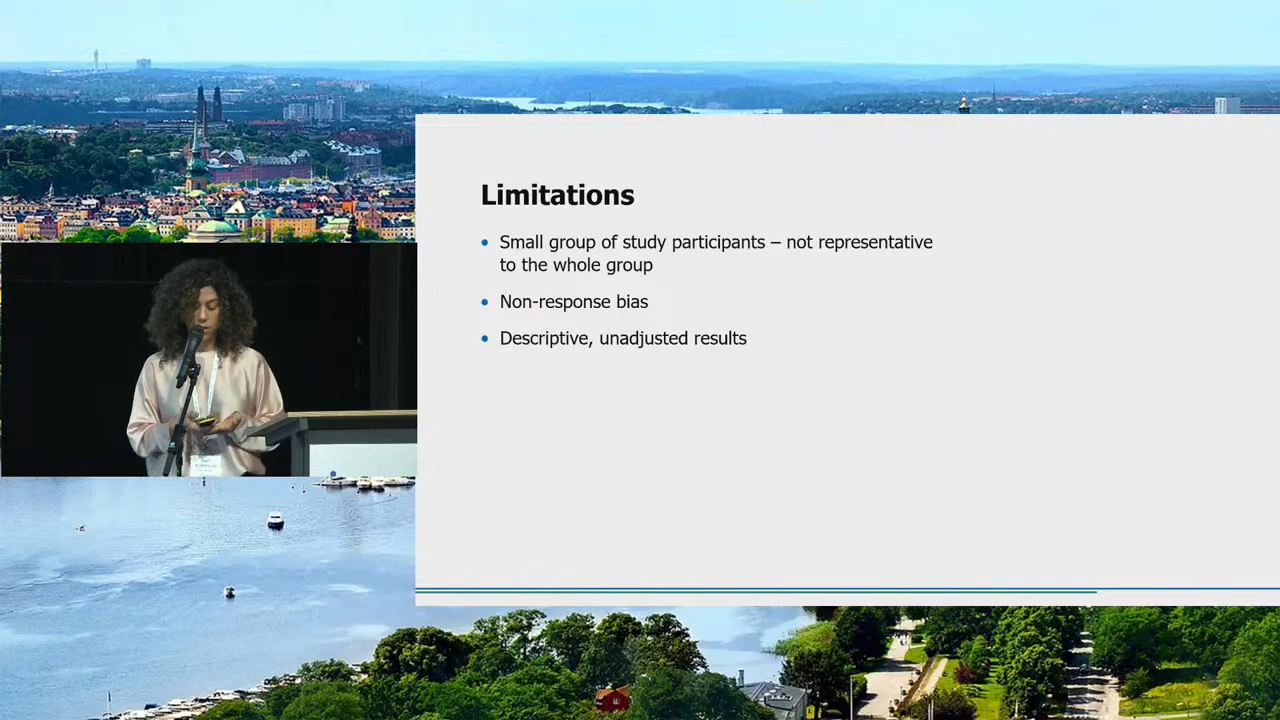 Limitations
• Small group of study participants – not representative
to the whole group
• Non-response bias
• Descriptive, unadjusted results